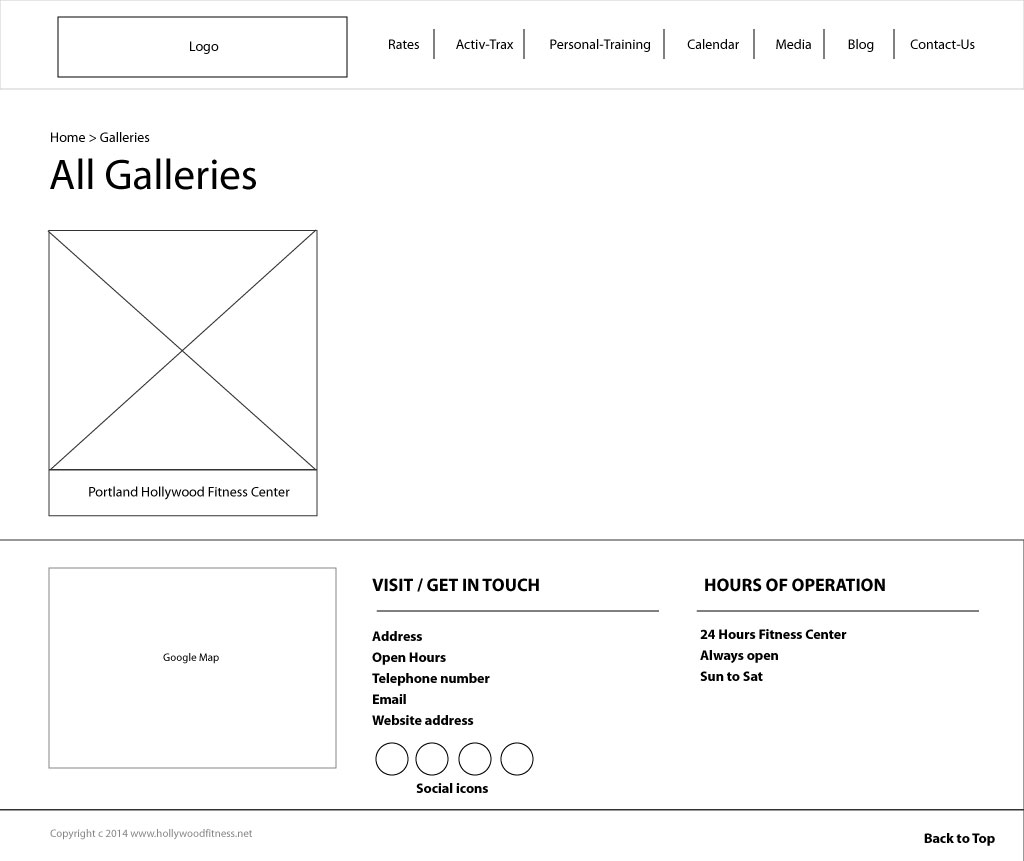 Logo
Rates
Activ-Trax
Personal-Training
Calendar
Media
Blog
Contact-Us
Home > Galleries
All Galleries
Portland Hollywood Fitness Center
Google Map
VISIT / GET IN TOUCH
Address
Open Hours
Telephone number
Email
Website address
Social icons
HOURS OF OPERATION
24 Hours Fitness Center
Always open
Sun to Sat
Copyright c 2014 www.hollywoodfitness.net
Back to Top